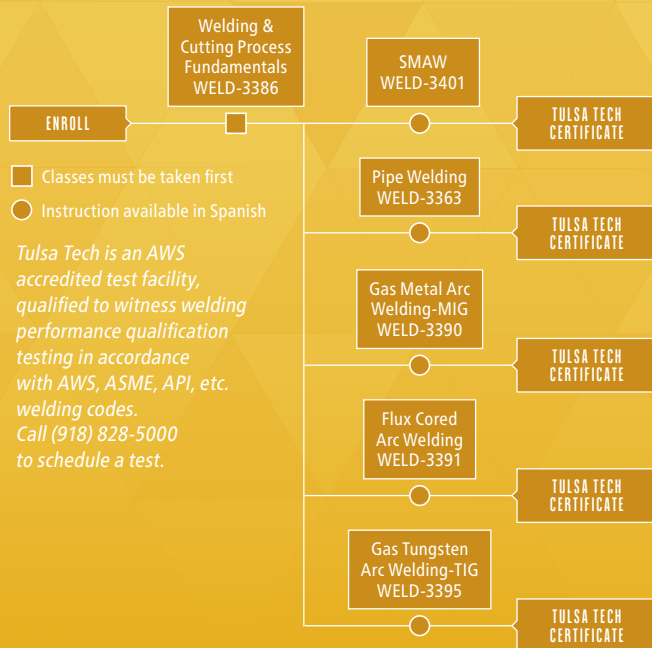 Welding &
Cutting Process
Fundamentals
WELD-3386
SMAW
WELD-3401
ENROLL
TULSA TECH
CERTIFICATE
Classes must be taken first
Instruction available in Spanish
Pipe Welding
WELD-3363
TULSA TECH
CERTIFICATE
Tulsa Tech is an AWS
accredited test facility,
qualified to witness welding
performance qualification
testing in accordance
with AWS, ASME, API, etc.
welding codes.
Call (918) 828-5000
to schedule a test.
Gas Metal Arc
Welding-MIG
WELD-3390
TULSA TECH
CERTIFICATE
Flux Cored
Arc Welding
WELD-3391
TULSA TECH
CERTIFICATE
Gas Tungsten
Arc Welding-TIG
WELD-3395
TULSA TECH
CERTIFICATE